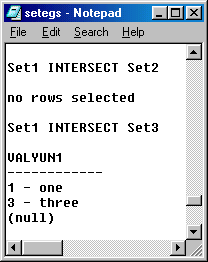 setegs - Notepad
File Edit Search Help
Set1 INTERSECT Set2
no rows selected
Set1 INTERSECT Set3
VALYUN1
------------
1 - one
3 - three
(null)